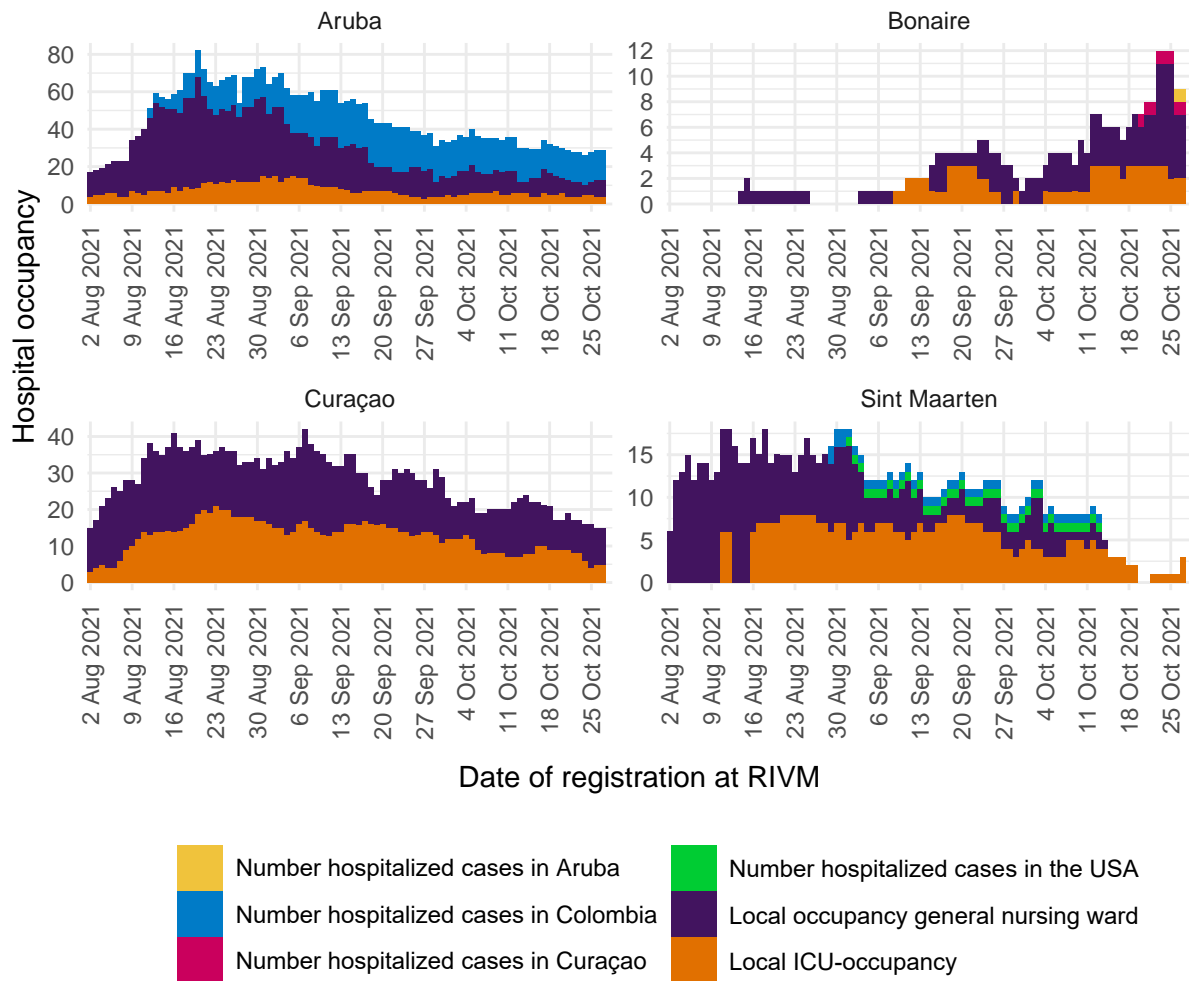 Aruba
Bonaire
80
60
40
20
0
12
10
8
6
4
2
0
2 Aug 2021
9 Aug 2021
16 Aug 2021
23 Aug 2021
30 Aug 2021
6 Sep 2021
13 Sep 2021
20 Sep 2021
27 Sep 2021
4 Oct 2021
11 Oct 2021
18 Oct 2021
25 Oct 2021
2 Aug 2021
9 Aug 2021
16 Aug 2021
23 Aug 2021
30 Aug 2021
6 Sep 2021
13 Sep 2021
20 Sep 2021
27 Sep 2021
4 Oct 2021
11 Oct 2021
18 Oct 2021
25 Oct 2021
Hospital occupancy
Curaçao
Sint Maarten
40
30
20
10
0
15
10
5
0
2 Aug 2021
9 Aug 2021
16 Aug 2021
23 Aug 2021
30 Aug 2021
6 Sep 2021
13 Sep 2021
20 Sep 2021
27 Sep 2021
4 Oct 2021
11 Oct 2021
18 Oct 2021
25 Oct 2021
2 Aug 2021
9 Aug 2021
16 Aug 2021
23 Aug 2021
30 Aug 2021
6 Sep 2021
13 Sep 2021
20 Sep 2021
27 Sep 2021
4 Oct 2021
11 Oct 2021
18 Oct 2021
25 Oct 2021
Date of registration at RIVM
Number hospitalized cases in Aruba
Number hospitalized cases in Colombia
Number hospitalized cases in Curaçao
Number hospitalized cases in the USA
Local occupancy general nursing ward
Local ICU-occupancy